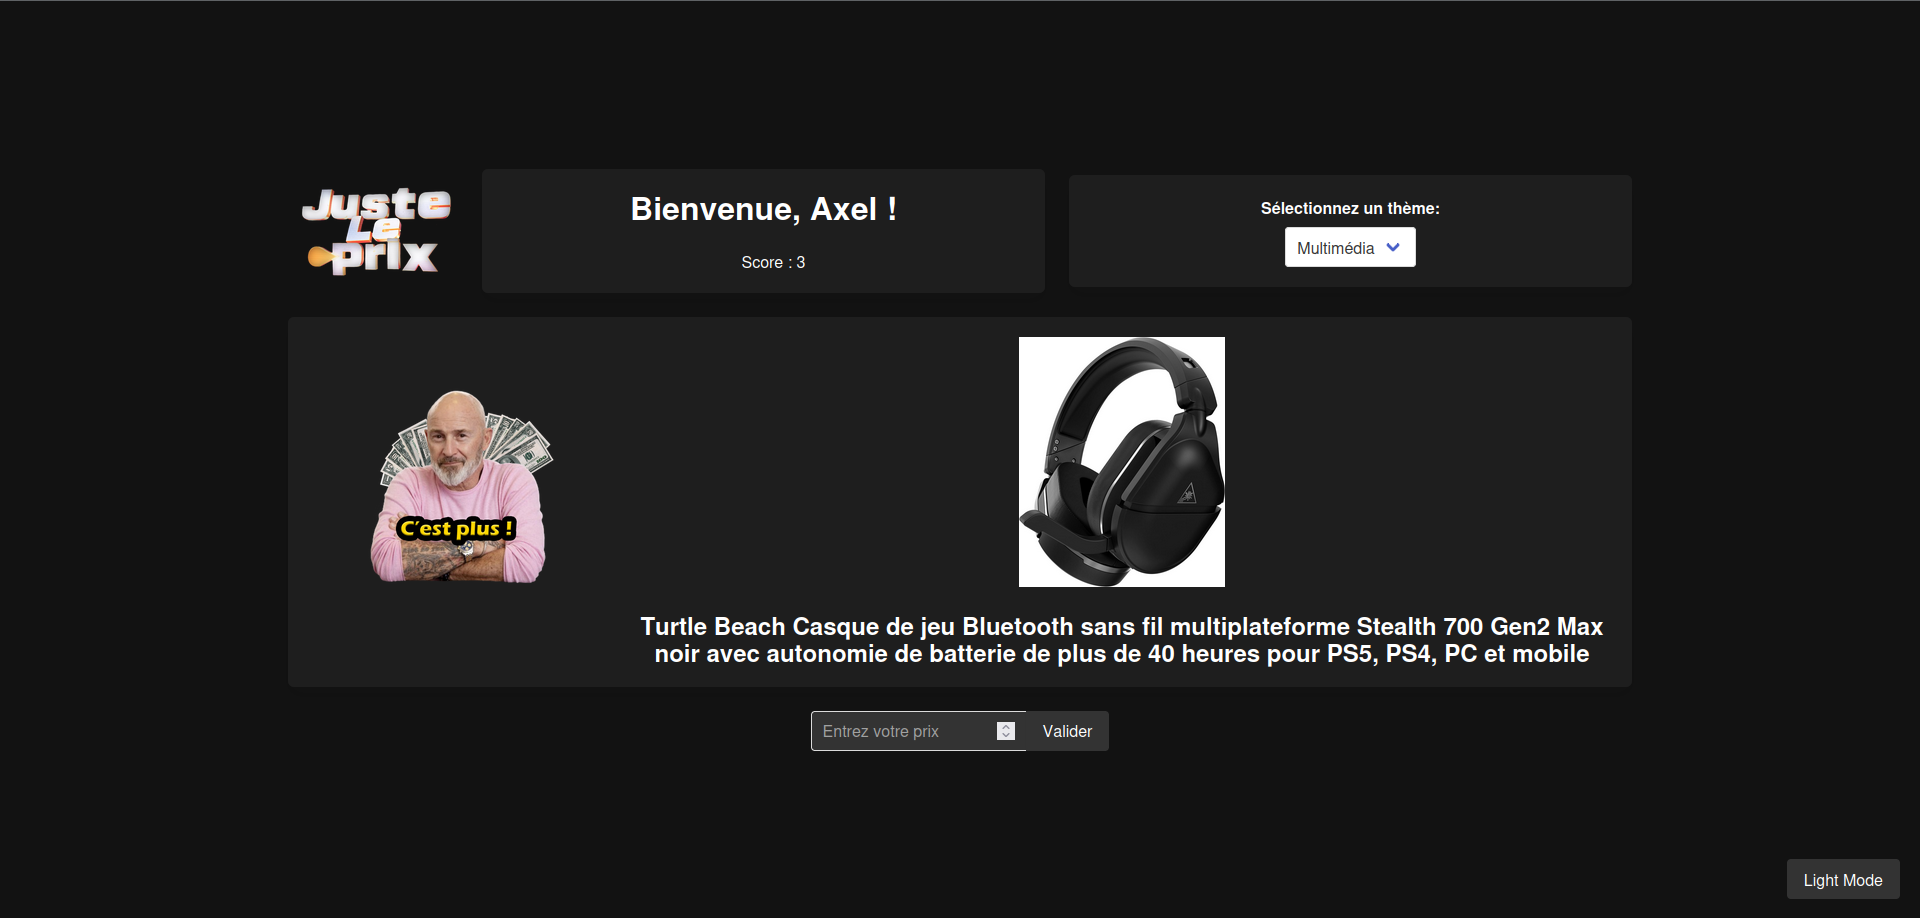 Juste
Le
prix
Bienvenue, Axel !
Score : 3
Sélectionnez un thème:
Multimédia
C'est plus !
Turtle Beach Casque de jeu Bluetooth sans fil multiplateforme Stealth 700 Gen2 Max
noir avec autonomie de batterie de plus de 40 heures pour PS5, PS4, PC et mobile
Entrez votre prix
Valider
Light Mode